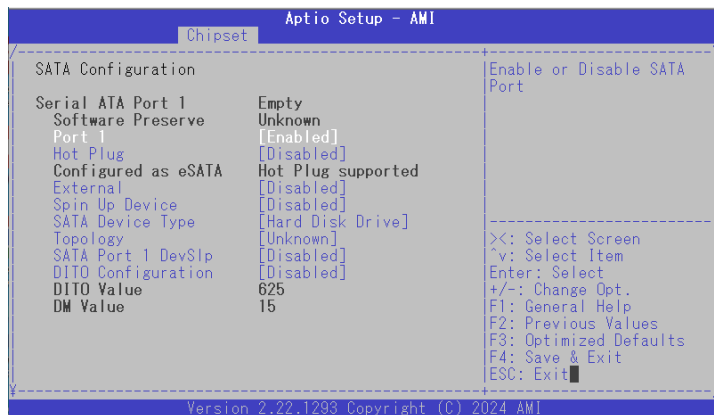 Aptio Setup - AMI
Chipset
SATA Configuration
Serial ATA Port 1 Empty
Software Preserve Unknown
Port 1 [Enabled]
Hot Plug [Disabled]
Configured as eSATA Hot Plug supported
External [Disabled]
Spin Up Device [Disabled]
SATA Device Type [Hard Disk Drive]
Topology [Unknown]
SATA Port 1 DevSlp [Disabled]
DITO Configuration [Disabled]
DITO Value 625
DM Value 15
Enable or Disable SATA
Port
><: Select Screen
^v: Select Item
Enter: Select
+/-: Change Opt.
F1: General Help
F2: Previous Values
F3: Optimized Defaults
F4: Save & Exit
ESC: Exit
Version 2.22.1293 Copyright (C) 2024 AMI